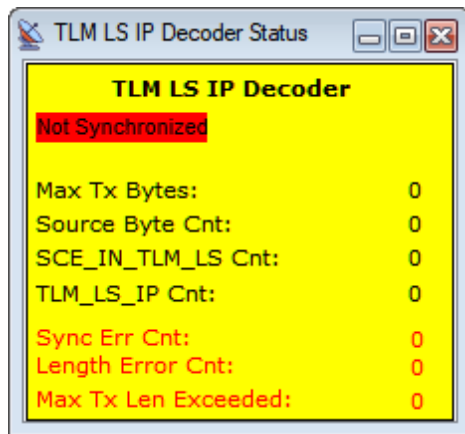 TLM LS IP Decoder Status
TLM LS IP Decoder
Not Synchronized
Max Tx Bytes: 0
Source Byte Cnt: 0
SCE_IN_TLM_LS Cnt: 0
TLM_LS_IP Cnt: 0
Sync Err Cnt: 0
Length Error Cnt: 0
Max Tx Len Exceeded: 0